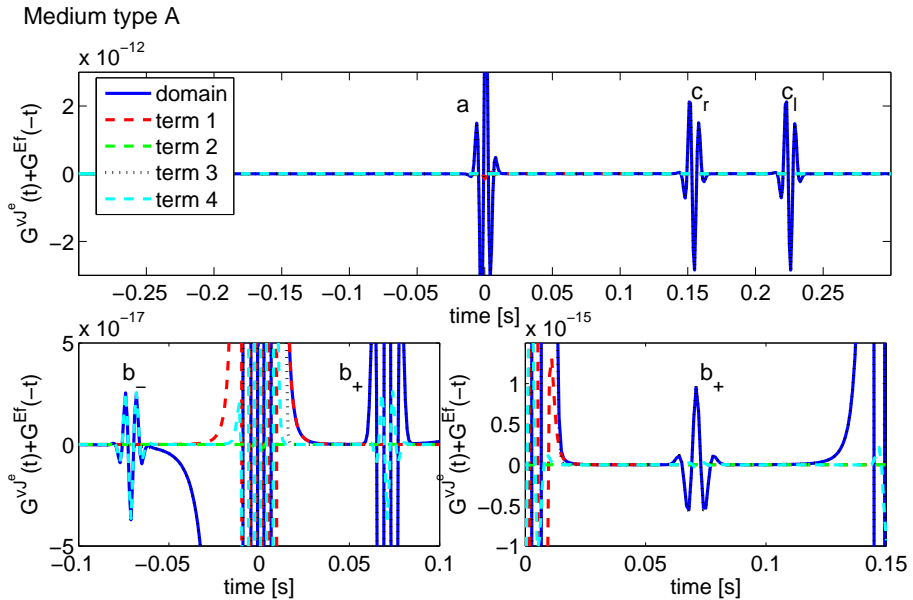 Medium type A
x 10^−12
G^{vJ^e}(t)+G^{Ef}(−t)
2
0
−2
domain
term 1
term 2
term 3
term 4
a
c_r
c_l
−0.25 −0.2 −0.15 −0.1 −0.05 0 0.05 0.1 0.15 0.2 0.25
time [s]
x 10^−17
G^{vJ^e}(t)+G^{Ef}(−t)
5
0
−5
b_−
b_+
−0.1 −0.05 0 0.05 0.1
time [s]
x 10^−15
G^{vJ^e}(t)+G^{Ef}(−t)
1
0.5
0
−0.5
−1
b_+
0 0.05 0.1 0.15
time [s]